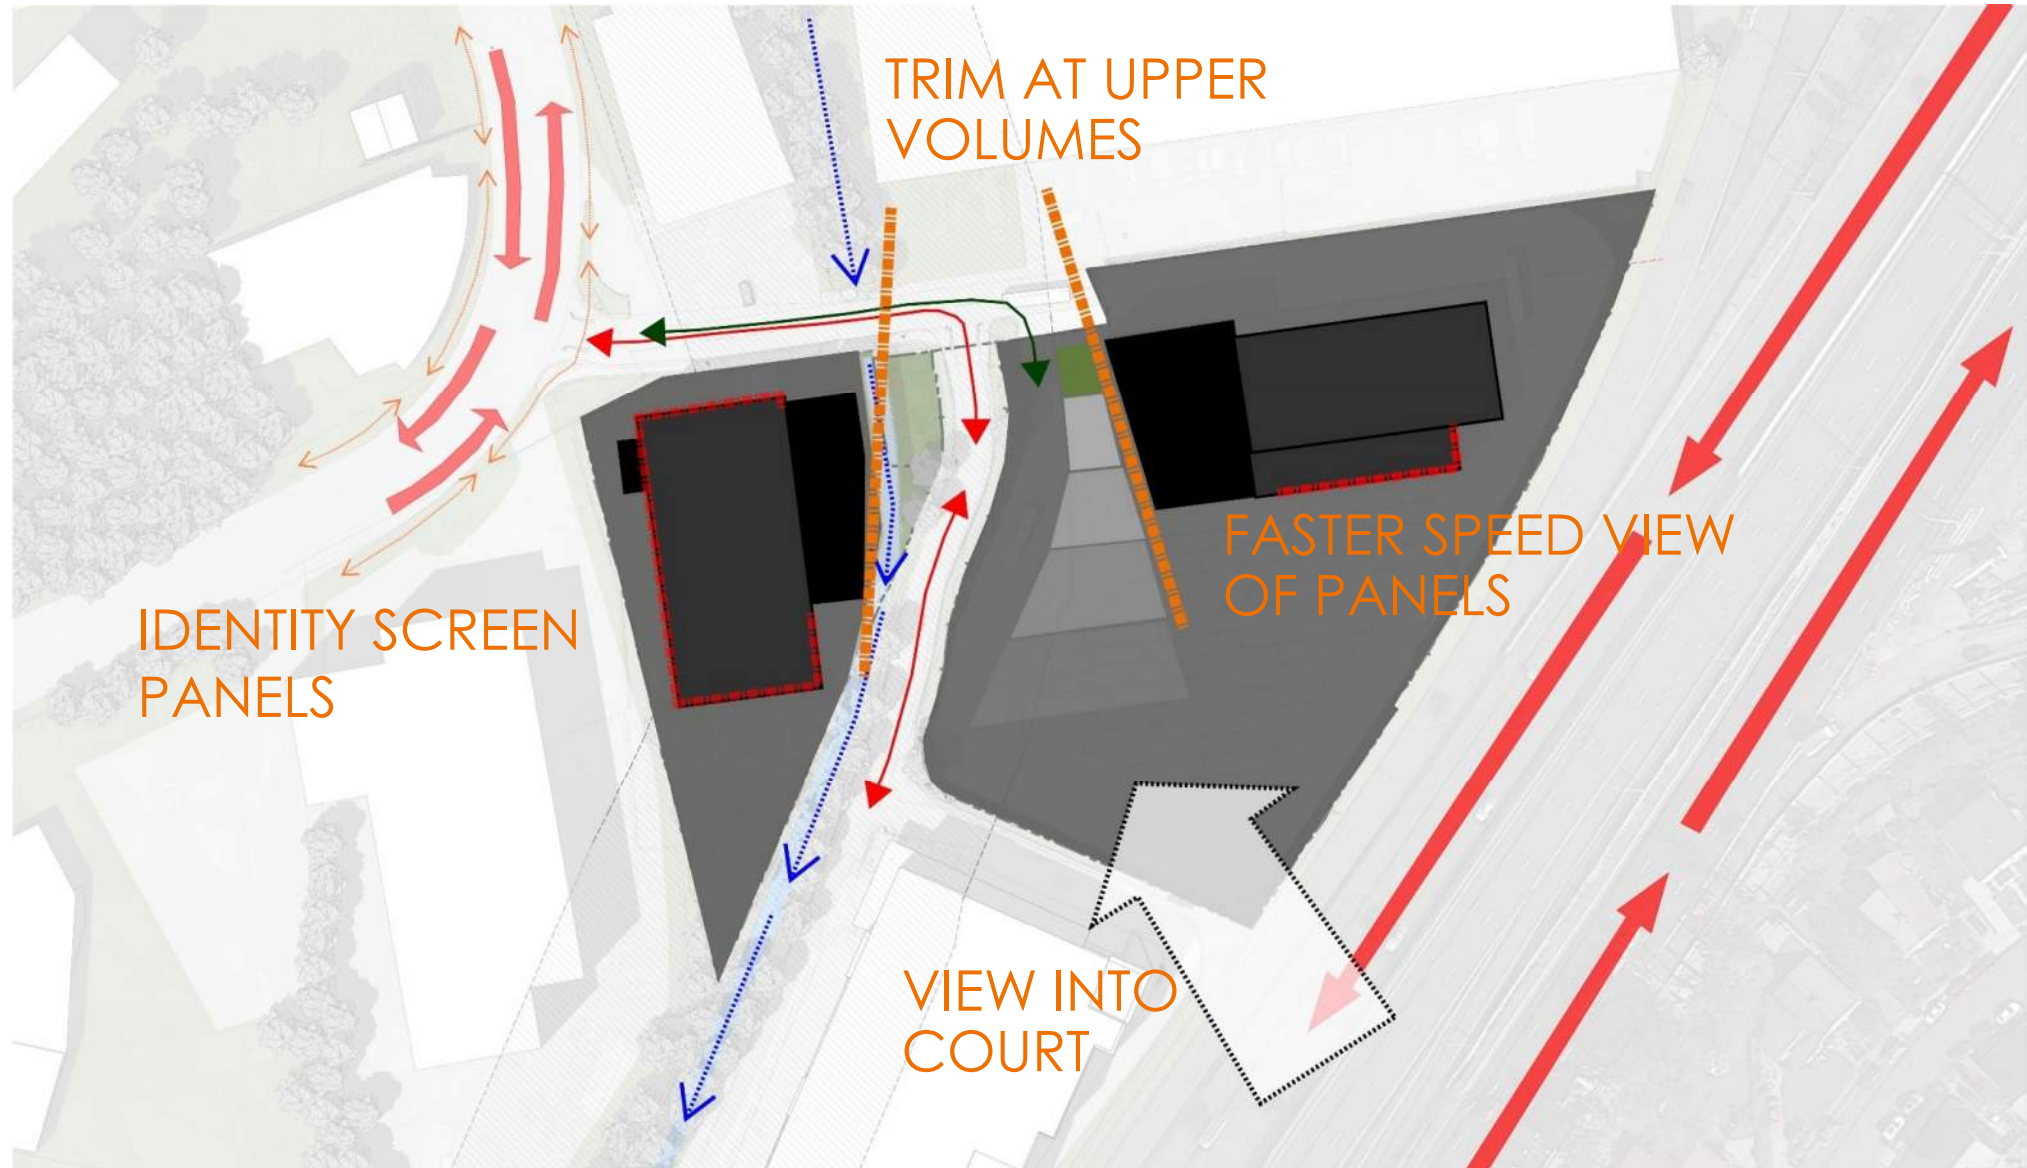 TRIM AT UPPER
VOLUMES
FASTER SPEED VIEW
OF PANELS
IDENTITY SCREEN
PANELS
VIEW INTO
COURT